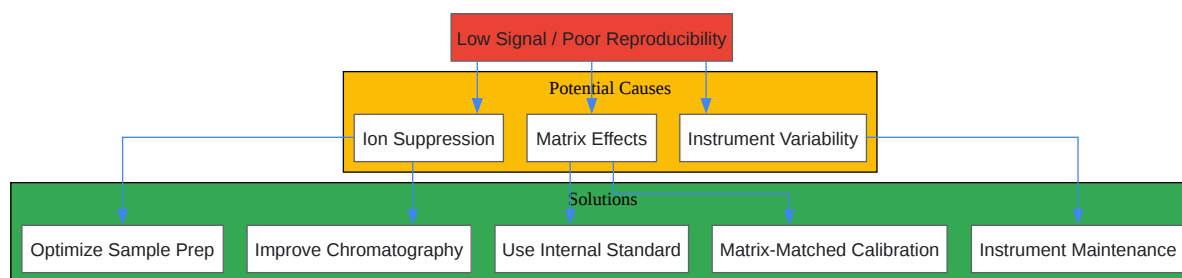 Low Signal / Poor Reproducibility
Potential Causes
Ion Suppression
Matrix Effects
Instrument Variability
Solutions
Optimize Sample Prep
Improve Chromatography
Use Internal Standard
Matrix-Matched Calibration
Instrument Maintenance